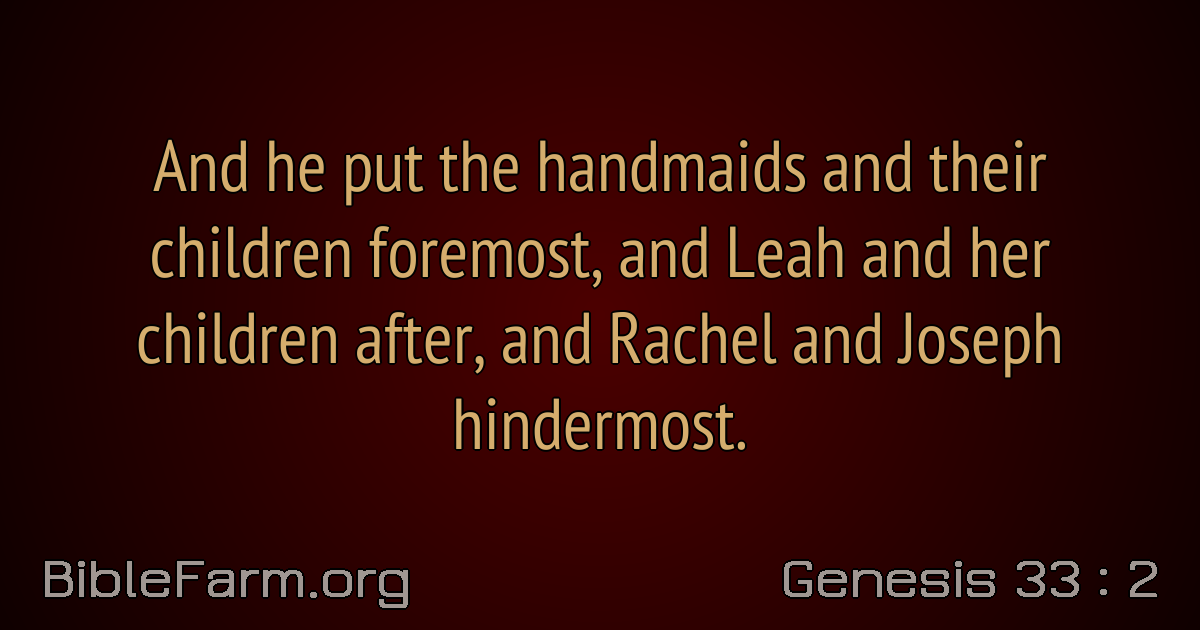 And he put the handmaids and their
children foremost, and Leah and her
children after, and Rachel and Joseph
hindermost.
BibleFarm.org
Genesis 33 : 2